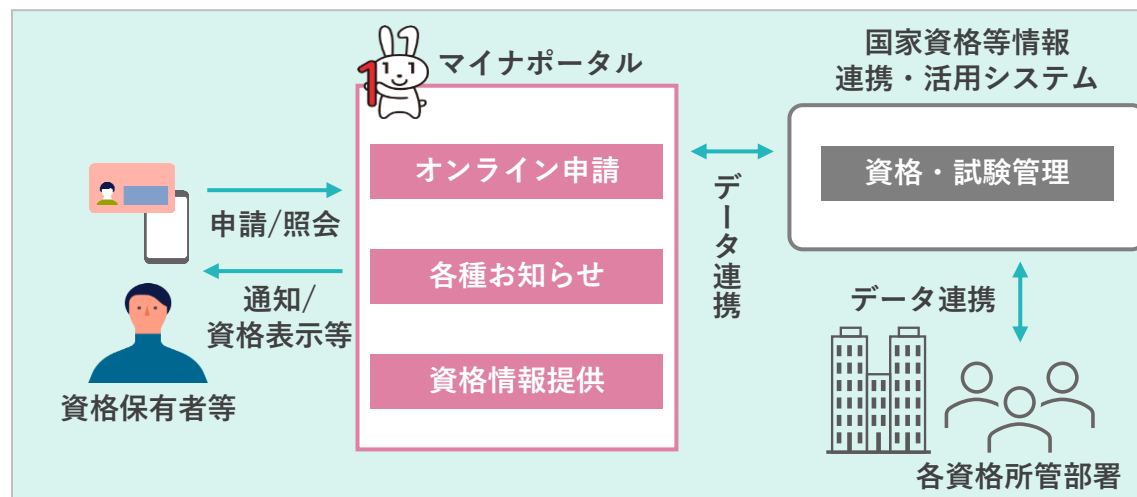 マイナポータル
国家資格等情報
連携・活用システム
オンライン申請
各種お知らせ
資格情報提供
申請/照会
通知/
資格表示等
資格保有者等
データ連携
資格・試験管理
データ連携
各資格所管部署
1